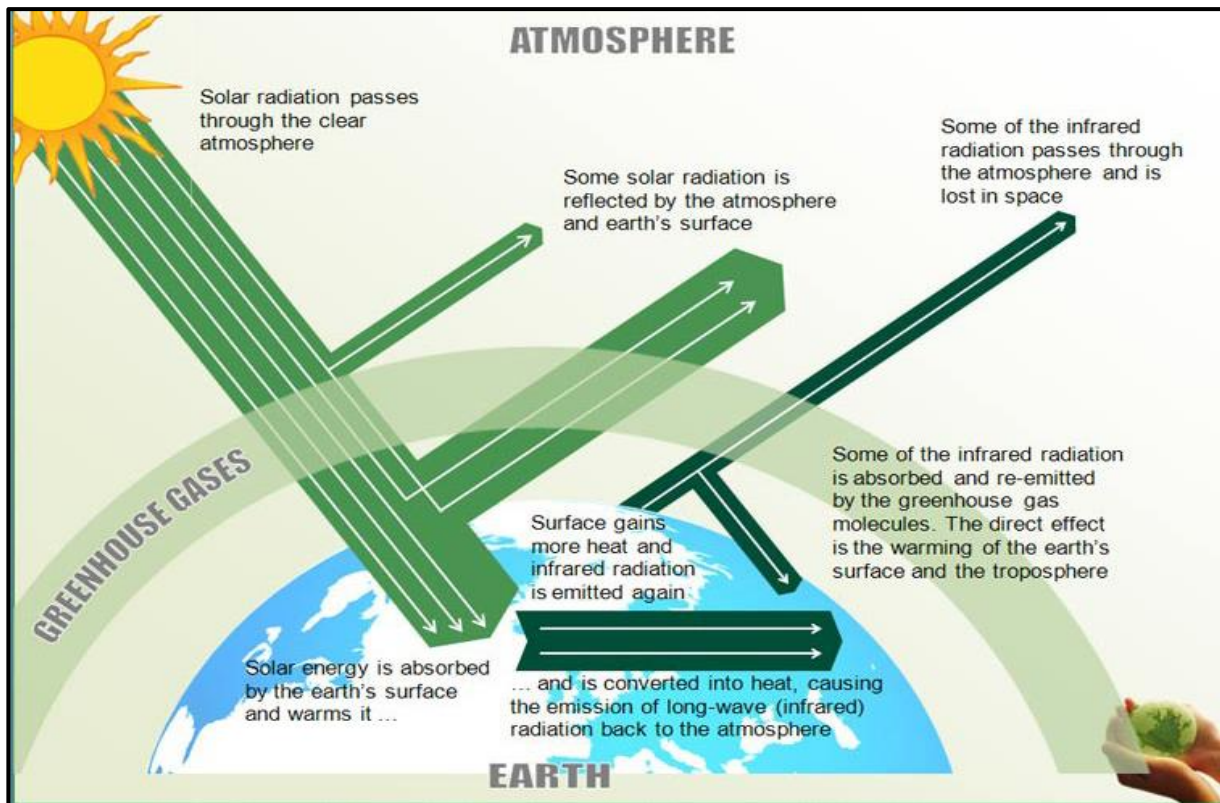 ATMOSPHERE
Solar radiation passes
through the clear
atmosphere
Some solar radiation is
reflected by the atmosphere
and earth's surface
Some of the infrared
radiation passes through
the atmosphere and is
lost in space
GREENHOUSE GASES
Some of the infrared radiation
is absorbed and re-emitted
by the greenhouse gas
molecules. The direct effect
is the warming of the earth's
surface and the troposphere
Surface gains
more heat and
infrared radiation
is emitted again
Solar energy is absorbed
by the earth's surface
and warms it ...
... and is converted into heat, causing
the emission of long-wave (infrared)
radiation back to the atmosphere
EARTH